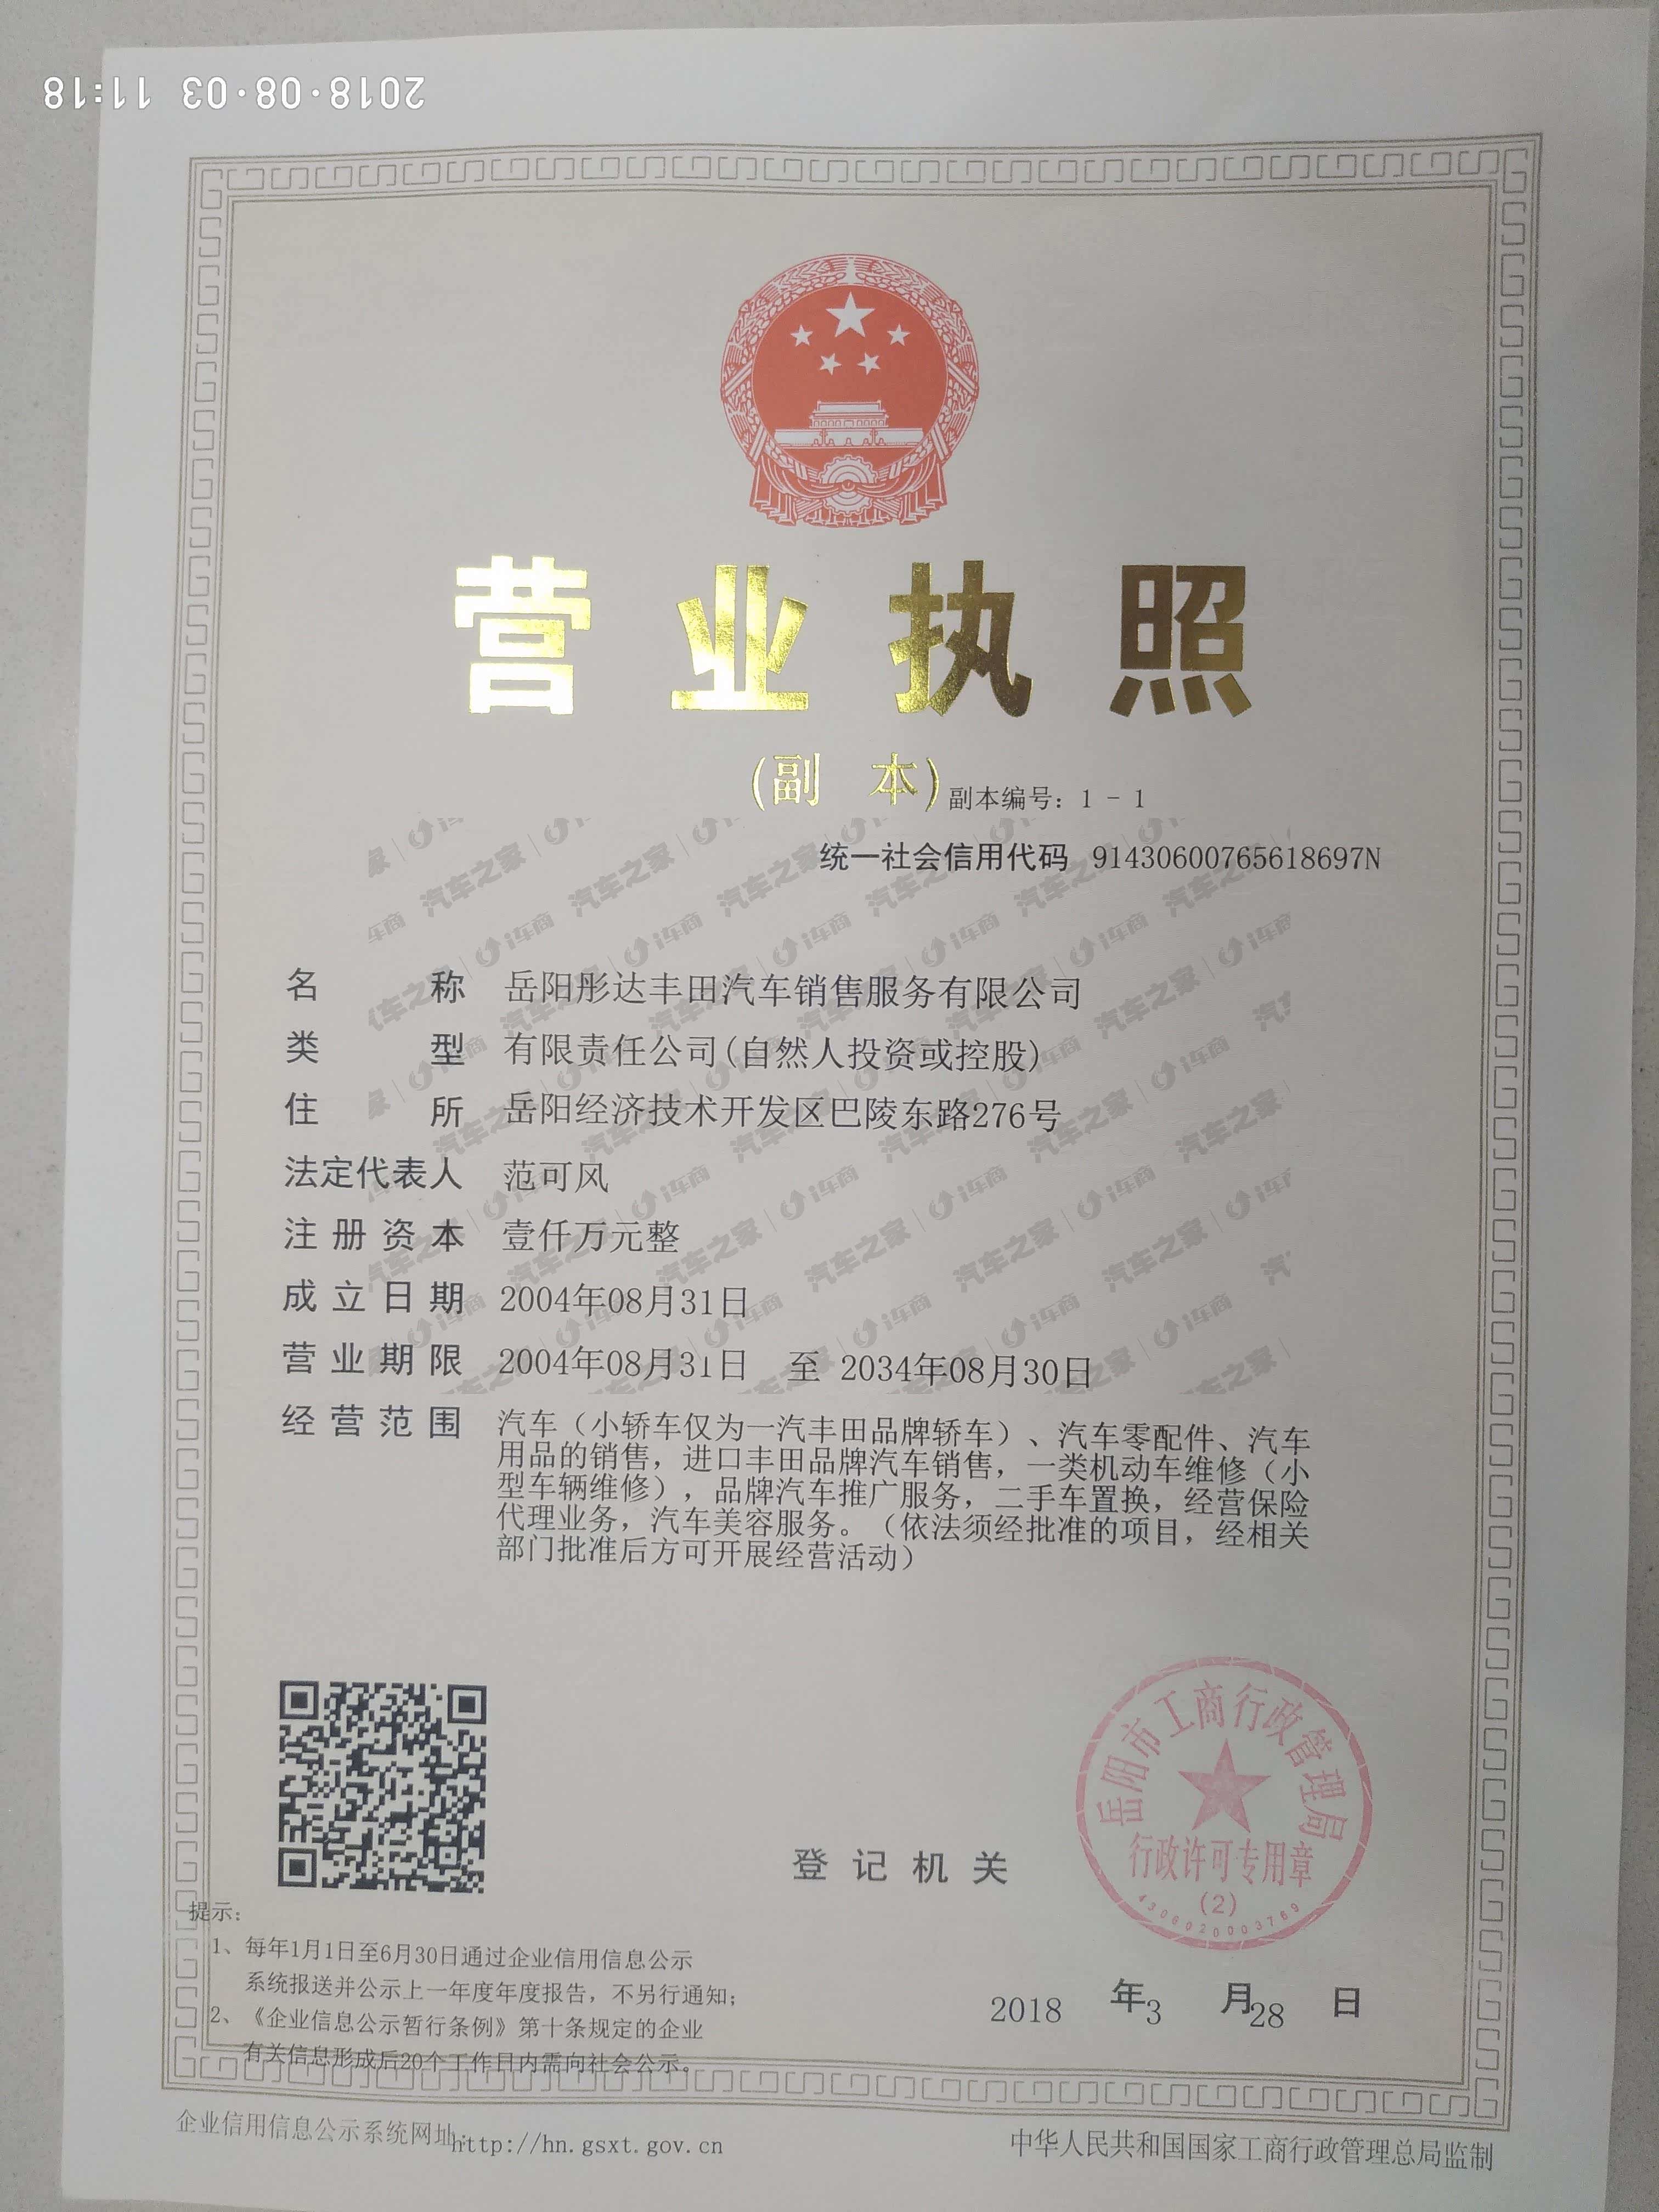 2018·08·03 11:18
营业执照
(副 本) 副本编号：1 - 1
统一社会信用代码 91430600765618697N
名称 岳阳彤达丰田汽车销售服务有限公司
类型 有限责任公司(自然人投资或控股)
住所 岳阳经济技术开发区巴陵东路276号
法定代表人 范可风
注册资本 壹仟万元整
成立日期 2004年08月31日
营业期限 2004年08月31日 至 2034年08月30日
经营范围 汽车（小轿车仅为一汽丰田品牌轿车）、汽车零配件、汽车
用品的销售，进口丰田品牌汽车销售，一类机动车维修（小
型车辆维修），品牌汽车推广服务，二手车置换，经营保险
代理业务，汽车美容服务。（依法须经批准的项目，经相关
部门批准后方可开展经营活动）
汽车之家 | i车商
岳阳市工商行政管理局
行政许可专用章
(2)
4306020003769
登记机关
2018 年3 月28 日
提示：
1、每年1月1日至6月30日通过企业信用信息公示
系统报送并公示上一年度年度报告，不另行通知；
2、《企业信息公示暂行条例》第十条规定的企业
有关信息形成后20个工作日内需向社会公示。
企业信用信息公示系统网址：http://hn.gsxt.gov.cn
中华人民共和国国家工商行政管理总局监制